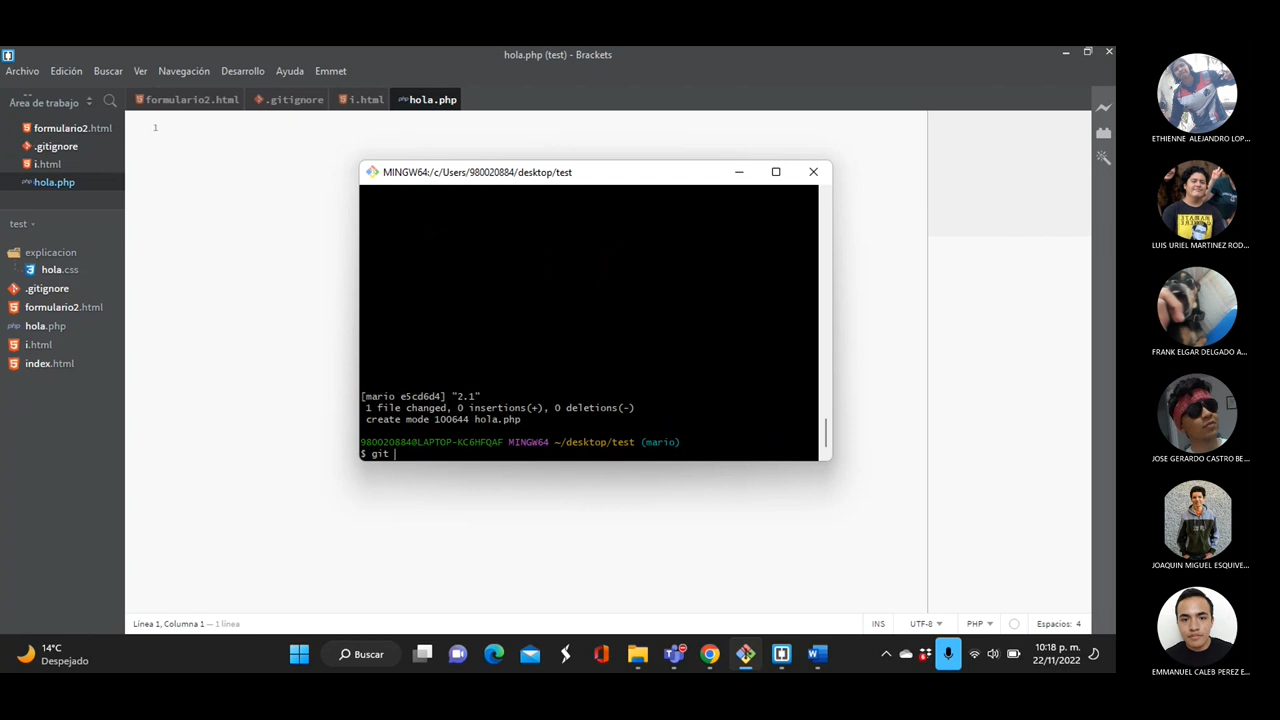 hola.php (test) - Brackets
Archivo Edición Buscar Ver Navegación Desarrollo Ayuda Emmet
Área de trabajo
formulario2.html .gitignore i.html hola.php
formulario2.html
.gitignore
i.html
hola.php
1
test
explicacion
hola.css
.gitignore
formulario2.html
hola.php
i.html
index.html
MINGW64:/c/Users/980020884/desktop/test
[mario e5cd6d4] "2.1"
1 file changed, 0 insertions(+), 0 deletions(-)
create mode 100644 hola.php
980020884@LAPTOP-KC6HFQAF MINGW64 ~/desktop/test (mario)
$ git
Línea 1, Columna 1 — 1 línea
INS UTF-8 PHP Espacios: 4
14°C
Despejado
Buscar
10:18 p. m.
22/11/2022
ETHIENNE ALEJANDRO LOP...
LUIS URIEL MARTINEZ ROD...
FRANK ELGAR DELGADO A...
JOSE GERARDO CASTRO BE...
JOAQUIN MIGUEL ESQUIVE...
EMMANUEL CALEB PEREZ E...